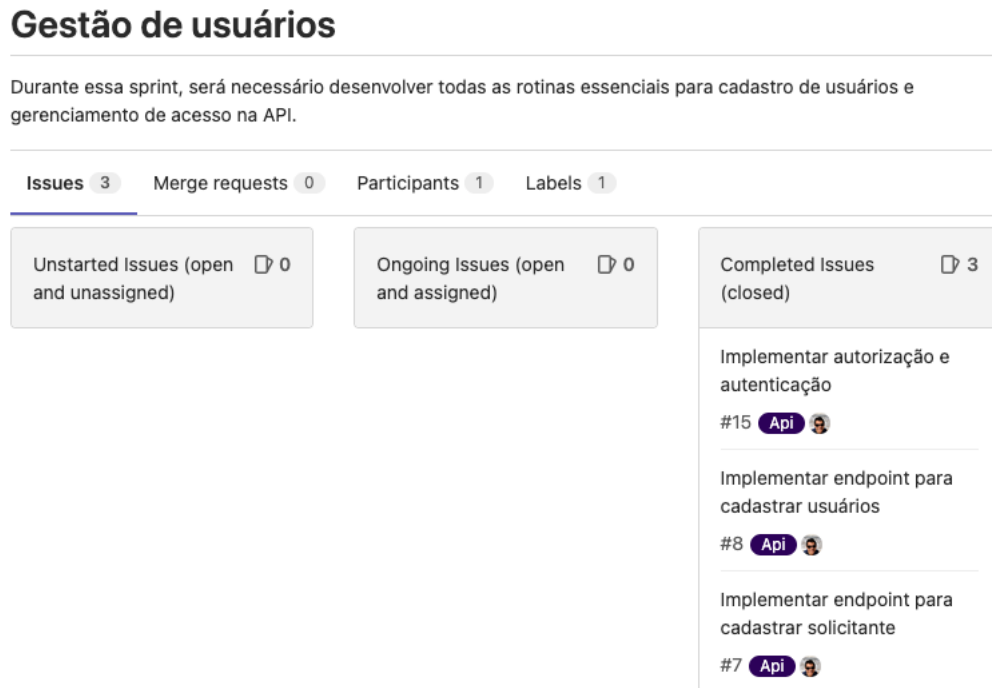 Gestão de usuários
Durante essa sprint, será necessário desenvolver todas as rotinas essenciais para cadastro de usuários e
gerenciamento de acesso na API.
Issues 3 Merge requests 0 Participants 1 Labels 1
Unstarted Issues (open 0
and unassigned)
Ongoing Issues (open 0
and assigned)
Completed Issues 3
(closed)
Implementar autorização e
autenticação
#15 Api
Implementar endpoint para
cadastrar usuários
#8 Api
Implementar endpoint para
cadastrar solicitante
#7 Api